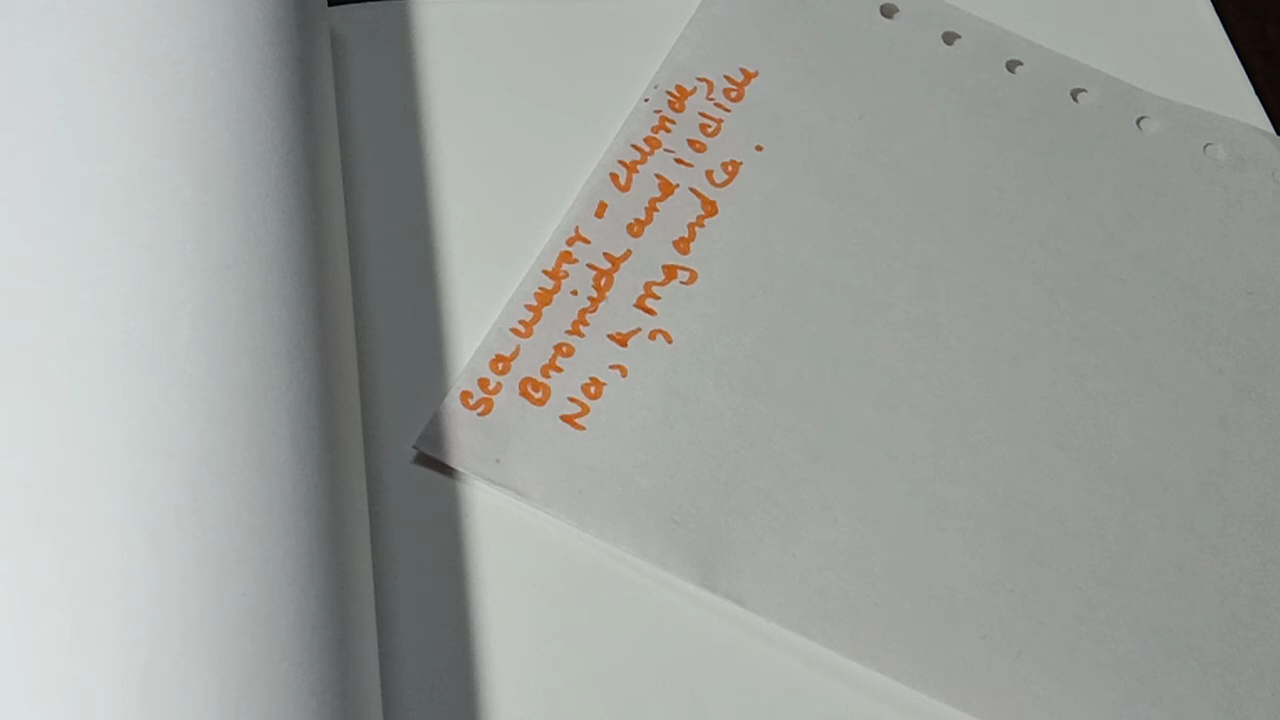 Sea water - chloride,
Bromide and iodide
Na, K, Mg and Ca.